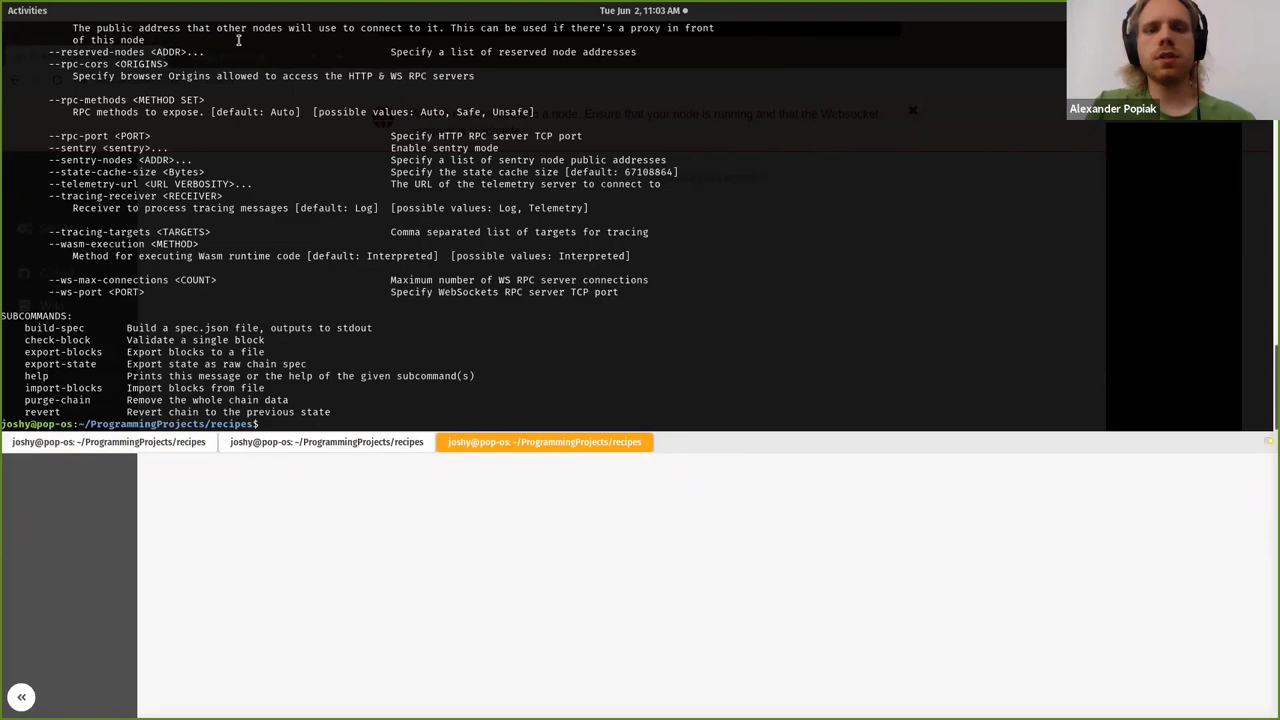 Activities
Tue Jun 2, 11:03 AM
The public address that other nodes will use to connect to it. This can be used if there's a proxy in front
of this node
--reserved-nodes <ADDR>... Specify a list of reserved node addresses
--rpc-cors <ORIGINS>
Specify browser Origins allowed to access the HTTP & WS RPC servers
--rpc-methods <METHOD SET>
RPC methods to expose. [default: Auto] [possible values: Auto, Safe, Unsafe]
a node. Ensure that your node is running and that the Websocket
Alexander Popiak
--rpc-port <PORT> Specify HTTP RPC server TCP port
--sentry <sentry>... Enable sentry mode
--sentry-nodes <ADDR>... Specify a list of sentry node public addresses
--state-cache-size <Bytes> Specify the state cache size [default: 67108864]
--telemetry-url <URL VERBOSITY>... The URL of the telemetry server to connect to
--tracing-receiver <RECEIVER>
Receiver to process tracing messages [default: Log] [possible values: Log, Telemetry]
--tracing-targets <TARGETS> Comma separated list of targets for tracing
--wasm-execution <METHOD>
Method for executing Wasm runtime code [default: Interpreted] [possible values: Interpreted]
--ws-max-connections <COUNT> Maximum number of WS RPC server connections
--ws-port <PORT> Specify WebSockets RPC server TCP port
SUBCOMMANDS:
build-spec Build a spec.json file, outputs to stdout
check-block Validate a single block
export-blocks Export blocks to a file
export-state Export state as raw chain spec
help Prints this message or the help of the given subcommand(s)
import-blocks Import blocks from file
purge-chain Remove the whole chain data
revert Revert chain to the previous state
joshy@pop-os:~/ProgrammingProjects/recipes$
joshy@pop-os: ~/ProgrammingProjects/recipes
joshy@pop-os: ~/ProgrammingProjects/recipes
joshy@pop-os: ~/ProgrammingProjects/recipes